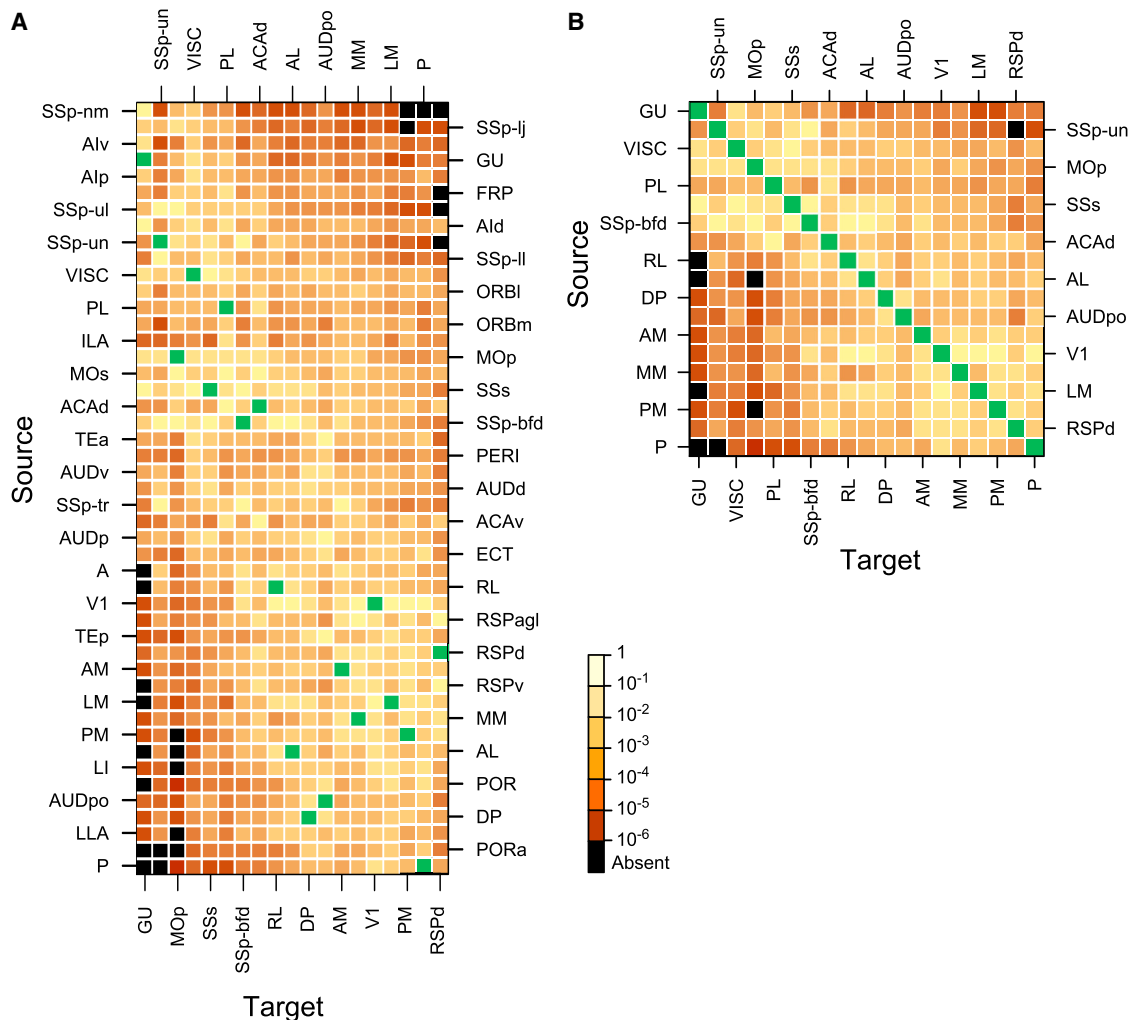 A
SSp-un
VISC
PL
ACAd
AL
AUDpo
MM
LM
P
Source
SSp-nm
AIv
AIp
SSp-ul
SSp-un
VISC
PL
ILA
MOs
ACAd
TEa
AUDv
SSp-tr
AUDp
A
V1
TEp
AM
LM
PM
LI
AUDpo
LLA
P
SSp-lj
GU
FRP
AId
SSp-ll
ORBl
ORBm
MOp
SSs
SSp-bfd
PERI
AUDd
ACAv
ECT
RL
RSPagl
RSPd
RSPv
MM
AL
POR
DP
PORa
GU
MOp
SSs
SSp-bfd
RL
DP
AM
V1
PM
RSPd
Target
B
SSp-un
MOp
SSs
ACAd
AL
AUDpo
V1
LM
RSPd
Source
GU
VISC
PL
SSp-bfd
RL
DP
AM
MM
PM
P
SSp-un
MOp
SSs
ACAd
AL
AUDpo
V1
LM
RSPd
GU
VISC
PL
SSp-bfd
RL
DP
AM
MM
PM
P
Target
1
10⁻¹
10⁻²
10⁻³
10⁻⁴
10⁻⁵
10⁻⁶
Absent